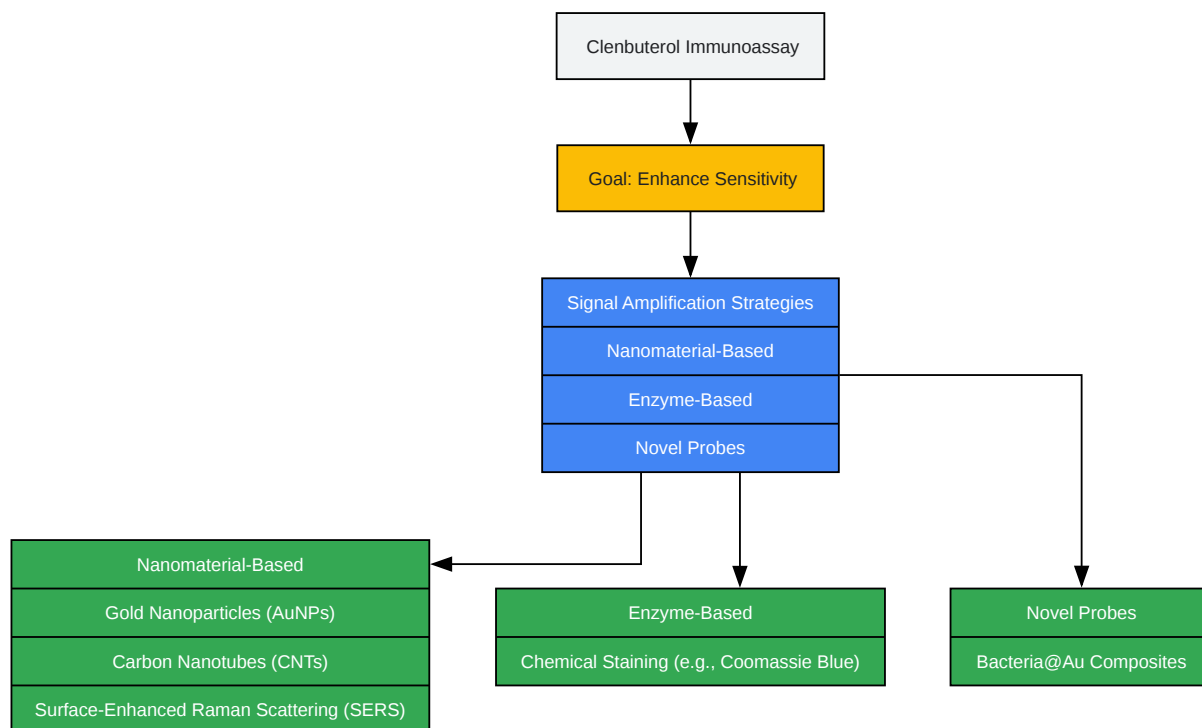 Clenbuterol Immunoassay
Goal: Enhance Sensitivity
Signal Amplification Strategies
Nanomaterial-Based
Enzyme-Based
Novel Probes
Nanomaterial-Based
Gold Nanoparticles (AuNPs)
Carbon Nanotubes (CNTs)
Surface-Enhanced Raman Scattering (SERS)
Enzyme-Based
Chemical Staining (e.g., Coomassie Blue)
Novel Probes
Bacteria@Au Composites